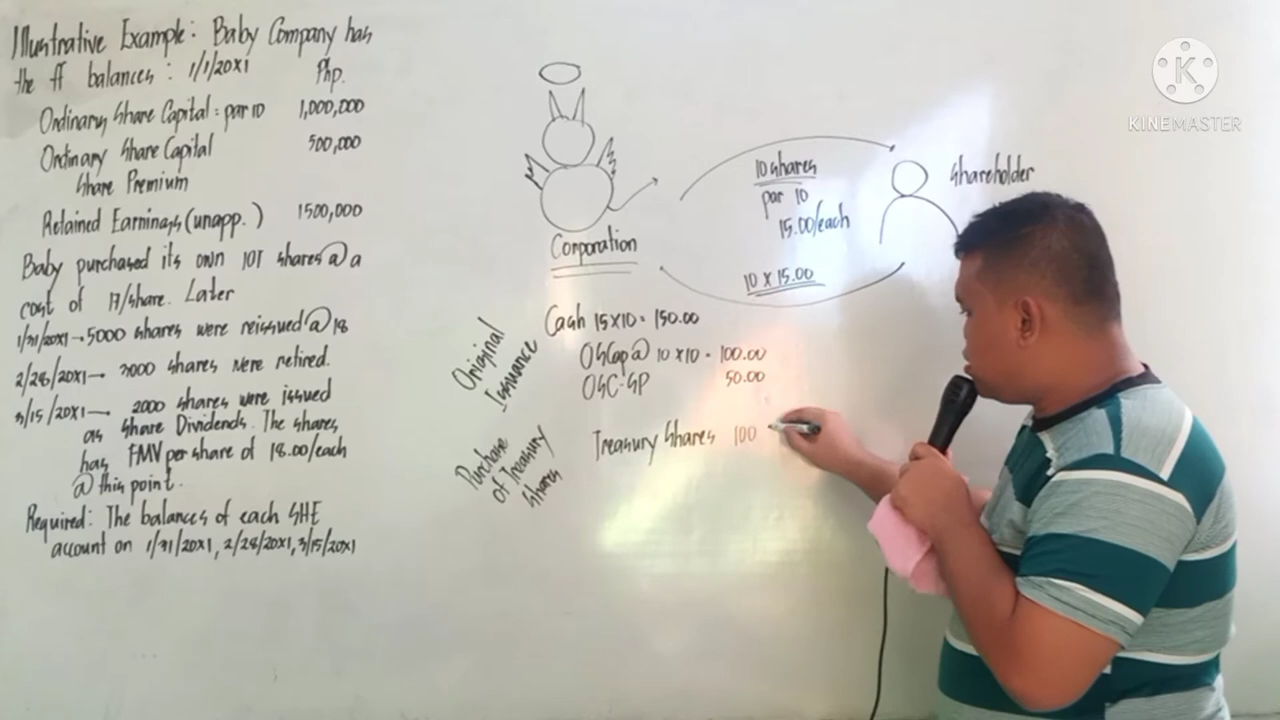 Illustrative Example: Baby Company has
the ff balances: 1/1/20x1 Php.
Ordinary Share Capital: par 10 1,000,000
Ordinary Share Capital 500,000
Share Premium
Retained Earnings (unapp.) 1500,000
Baby purchased its own 10T shares @ a
cost of 17/share. Later
1/31/20x1 → 5000 shares were reissued @ 18
2/28/20x1 → 3000 shares were retired.
3/15/20x1 → 2000 shares were issued
as Share Dividends. The shares
has FMV per share of 18.00/each
@ this point.
Required: The balances of each SHE
account on 1/31/20x1, 2/28/20x1, 3/15/20x1
Corporation
10 shares
par 10
15.00/each
10 x 15.00
Shareholder
Original
Issuance
Cash 15x10 = 150.00
OSCap @ 10 x 10 = 100.00
OSC-SP 50.00
Purchase
of Treasury
Shares
Treasury Shares 100
K
KINEMASTER